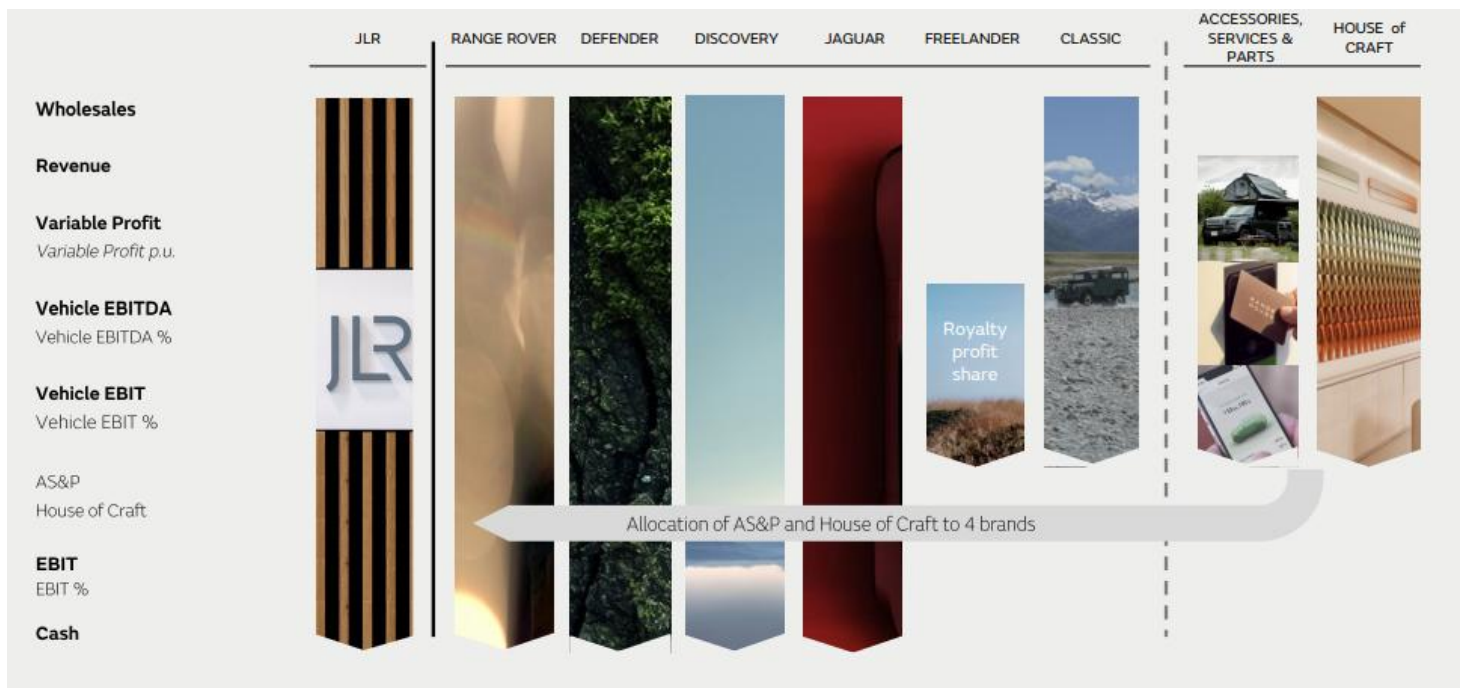 JLR
RANGE ROVER
DEFENDER
DISCOVERY
JAGUAR
FREELANDER
CLASSIC
ACCESSORIES,
SERVICES &
PARTS
HOUSE of
CRAFT
Wholesales
Revenue
Variable Profit
Variable Profit p.u.
Vehicle EBITDA
Vehicle EBITDA %
Vehicle EBIT
Vehicle EBIT %
AS&P
House of Craft
EBIT
EBIT %
Cash
JLR
Royalty
profit
share
Allocation of AS&P and House of Craft to 4 brands